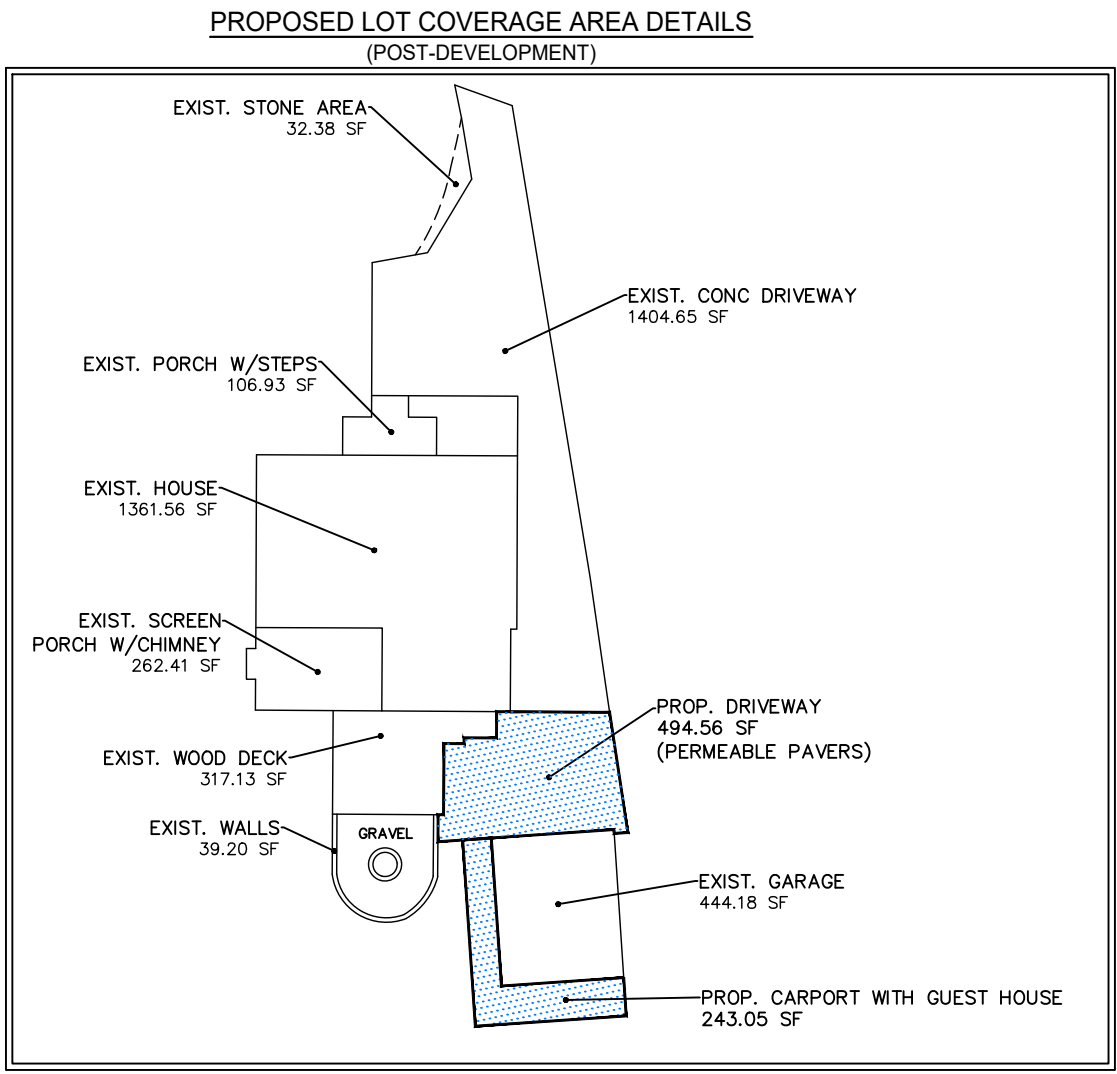 PROPOSED LOT COVERAGE AREA DETAILS
(POST-DEVELOPMENT)
EXIST. STONE AREA
32.38 SF
EXIST. CONC DRIVEWAY
1404.65 SF
EXIST. PORCH W/STEPS
106.93 SF
EXIST. HOUSE
1361.56 SF
EXIST. SCREEN
PORCH W/CHIMNEY
262.41 SF
PROP. DRIVEWAY
494.56 SF
(PERMEABLE PAVERS)
EXIST. WOOD DECK
317.13 SF
EXIST. WALLS
39.20 SF
GRAVEL
EXIST. GARAGE
444.18 SF
PROP. CARPORT WITH GUEST HOUSE
243.05 SF